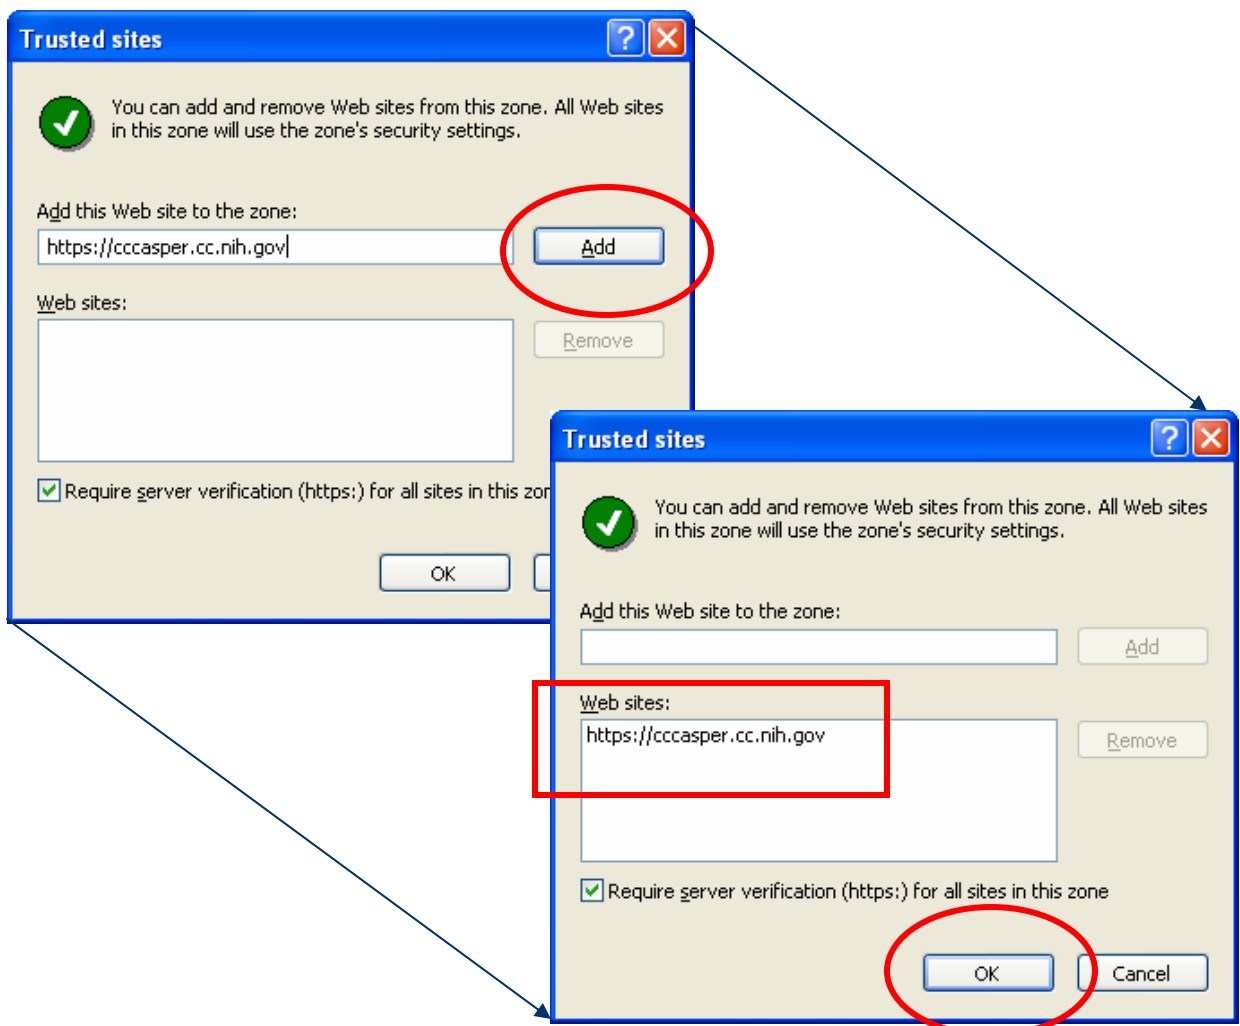 Trusted sites
You can add and remove Web sites from this zone. All Web sites
in this zone will use the zone's security settings.
Add this Web site to the zone:
https://cccasper.cc.nih.gov
Add
Web sites:
Remove
Require server verification (https:) for all sites in this zon
OK
Trusted sites
You can add and remove Web sites from this zone. All Web sites
in this zone will use the zone's security settings.
Add this Web site to the zone:
Add
Web sites:
https://cccasper.cc.nih.gov
Remove
Require server verification (https:) for all sites in this zone
OK
Cancel